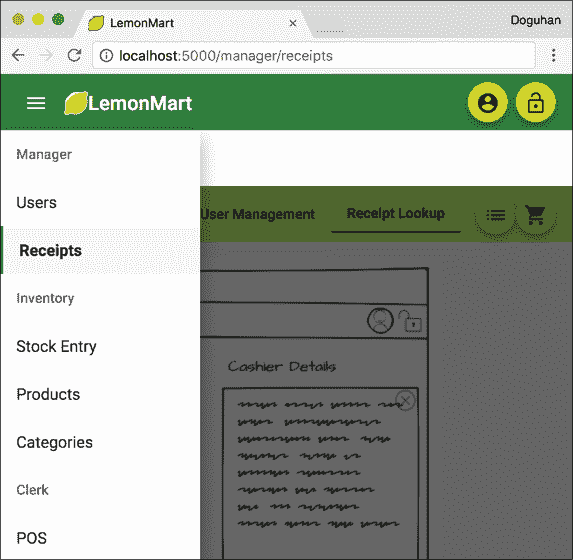 LemonMart
Doguhan
localhost:5000/manager/receipts
LemonMart
Manager
Users
User Management
Receipt Lookup
Receipts
Inventory
Stock Entry
Cashier Details
Products
Categories
Clerk
POS